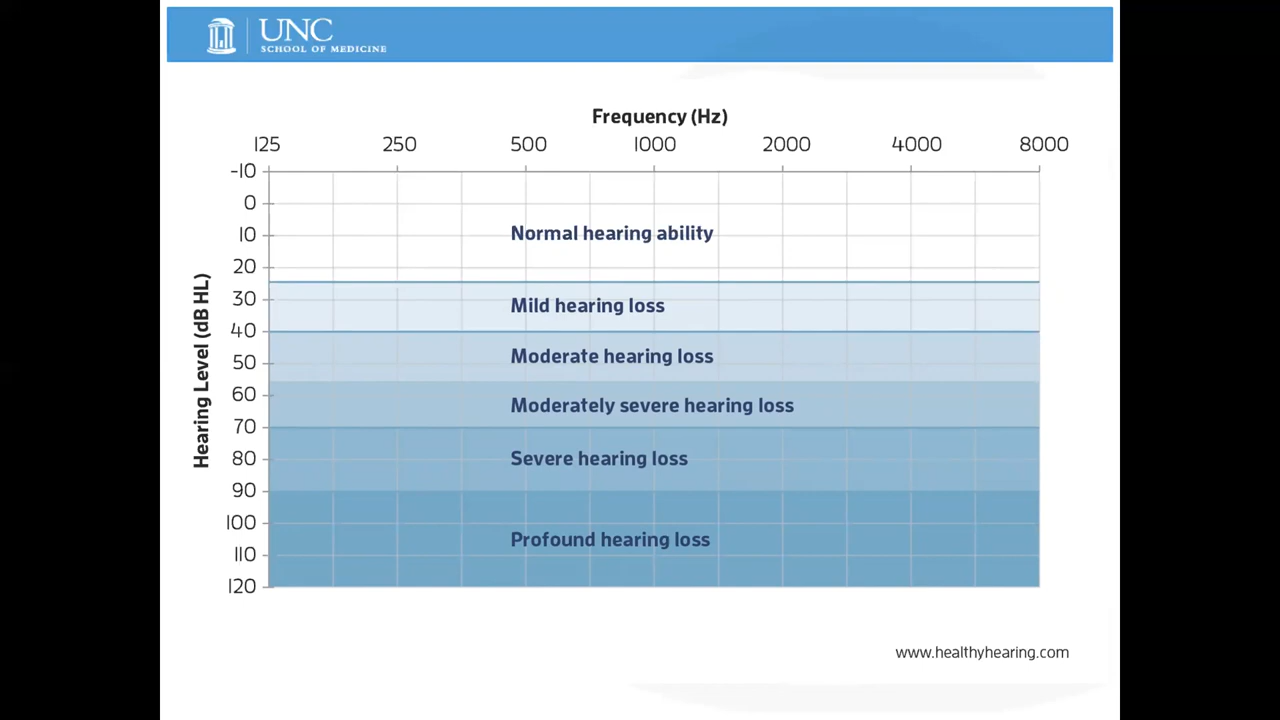 UNC
SCHOOL OF MEDICINE
Frequency (Hz)
125 250 500 1000 2000 4000 8000
-10
0
10
20
30
40
50
60
70
80
90
100
110
120
Hearing Level (dB HL)
Normal hearing ability
Mild hearing loss
Moderate hearing loss
Moderately severe hearing loss
Severe hearing loss
Profound hearing loss
www.healthyhearing.com